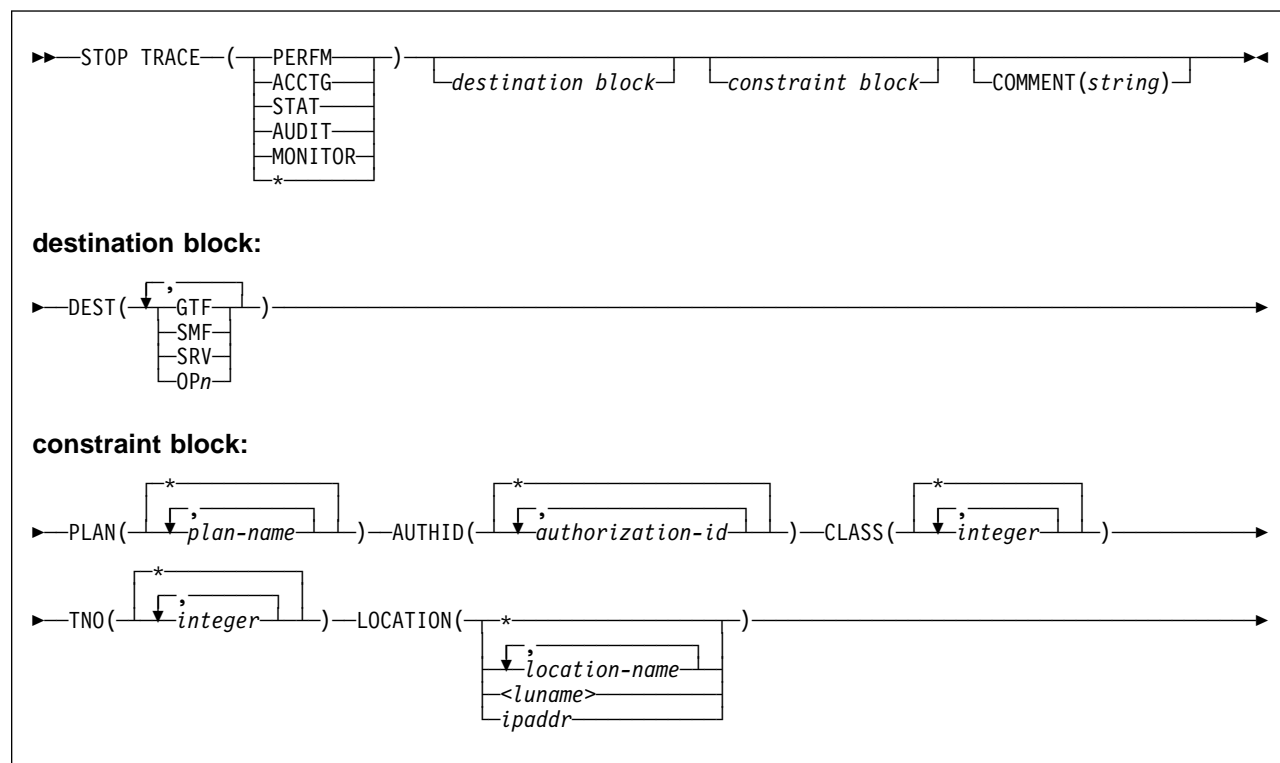 STOP TRACE ( PERFM ) destination block constraint block COMMENT(string)
ACCTG
STAT
AUDIT
MONITOR
*
destination block:
,
DEST( GTF )
SMF
SRV
OPn
constraint block:
* * *
, , ,
PLAN( plan-name ) AUTHID( authorization-id ) CLASS( integer )
*
,
TNO( integer ) LOCATION( * )
,
location-name
<luname>
ipaddr